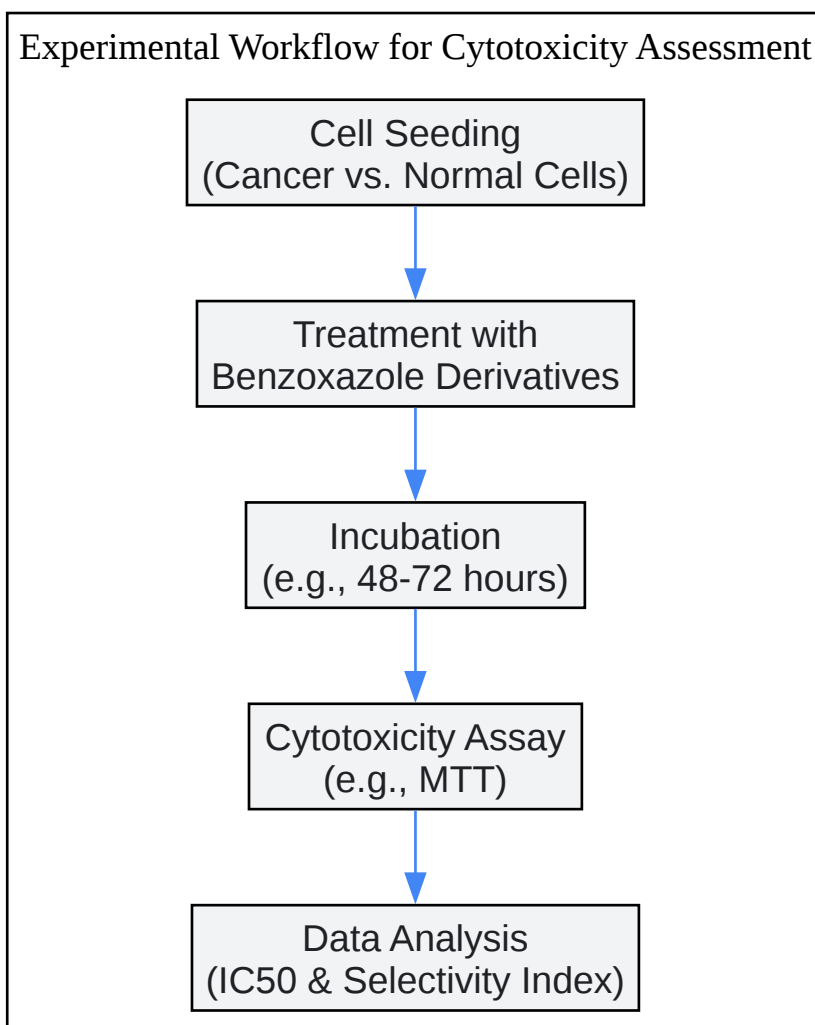 Experimental Workflow for Cytotoxicity Assessment
Cell Seeding
(Cancer vs. Normal Cells)
Treatment with
Benzoxazole Derivatives
Incubation
(e.g., 48-72 hours)
Cytotoxicity Assay
(e.g., MTT)
Data Analysis
(IC50 & Selectivity Index)